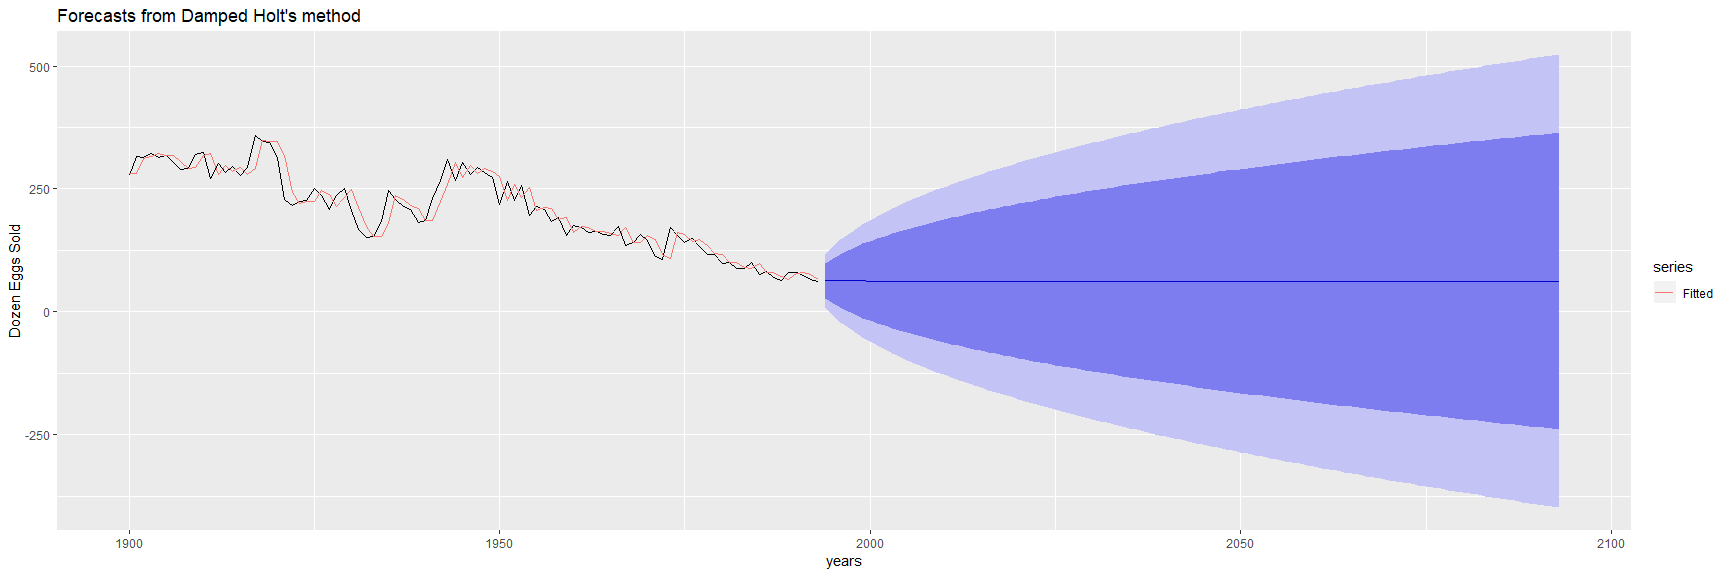 Forecasts from Damped Holt's method
500
250
0
-250
Dozen Eggs Sold
1900
1950
2000
2050
2100
years
series
Fitted